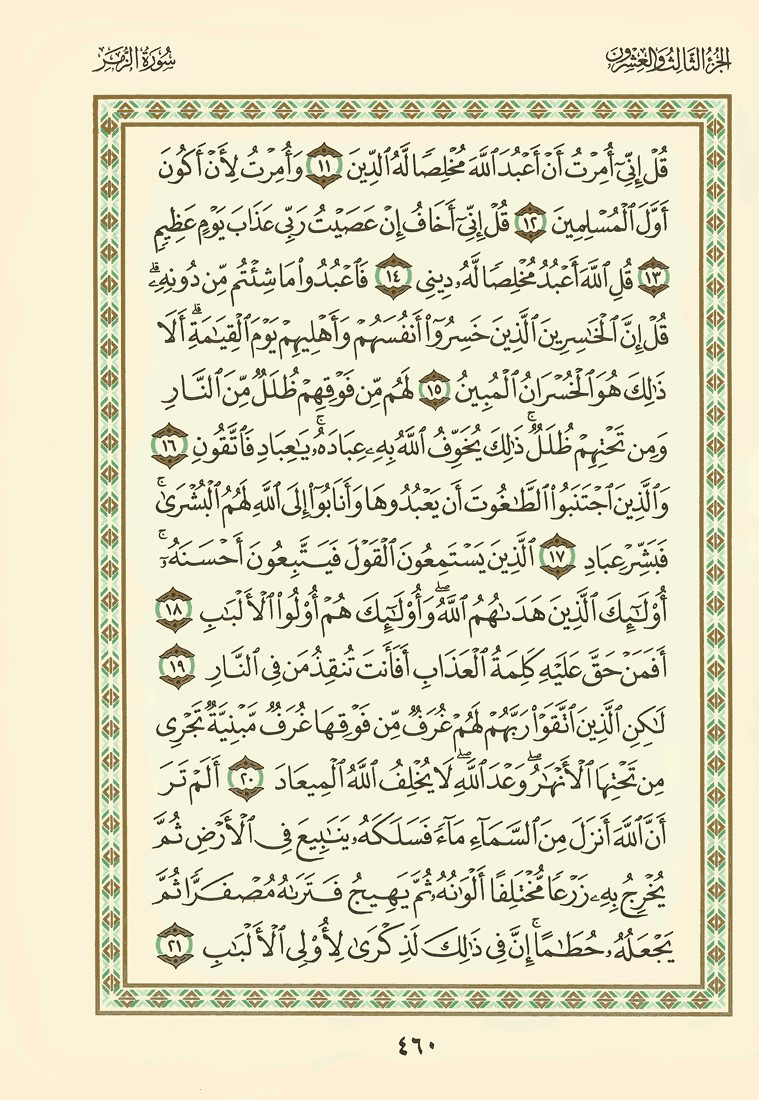 الجزء الثالث والعشرون
سورة الزمر
قُلْ إِنِّيٓ أُمِرْتُ أَنْ أَعْبُدَ ٱللَّهَ مُخْلِصًا لَّهُ ٱلدِّينَ ١١ وَأُمِرْتُ لِأَنْ أَكُونَ
أَوَّلَ ٱلْمُسْلِمِينَ ١٢ قُلْ إِنِّيٓ أَخَافُ إِنْ عَصَيْتُ رَبِّي عَذَابَ يَوْمٍ عَظِيمٍ
١٣ قُلِ ٱللَّهَ أَعْبُدُ مُخْلِصًا لَّهُۥ دِينِي ١٤ فَٱعْبُدُوا۟ مَا شِئْتُم مِّن دُونِهِۦۗ
قُلْ إِنَّ ٱلْخَٰسِرِينَ ٱلَّذِينَ خَسِرُوٓا۟ أَنفُسَهُمْ وَأَهْلِيهِمْ يَوْمَ ٱلْقِيَٰمَةِۗ أَلَا
ذَٰلِكَ هُوَ ٱلْخُسْرَانُ ٱلْمُبِينُ ١٥ لَهُم مِّن فَوْقِهِمْ ظُلَلٌ مِّنَ ٱلنَّارِ
وَمِن تَحْتِهِمْ ظُلَلٌۚ ذَٰلِكَ يُخَوِّفُ ٱللَّهُ بِهِۦ عِبَادَهُۥۚ يَٰعِبَادِ فَٱتَّقُونِ ١٦
وَٱلَّذِينَ ٱجْتَنَبُوا۟ ٱلطَّٰغُوتَ أَن يَعْبُدُوهَا وَأَنَابُوٓا۟ إِلَى ٱللَّهِ لَهُمُ ٱلْبُشْرَىٰۚ
فَبَشِّرْ عِبَادِ ١٧ ٱلَّذِينَ يَسْتَمِعُونَ ٱلْقَوْلَ فَيَتَّبِعُونَ أَحْسَنَهُۥٓۚ
أُو۟لَٰٓئِكَ ٱلَّذِينَ هَدَىٰهُمُ ٱللَّهُۖ وَأُو۟لَٰٓئِكَ هُمْ أُو۟لُوا۟ ٱلْأَلْبَٰبِ ١٨
أَفَمَنْ حَقَّ عَلَيْهِ كَلِمَةُ ٱلْعَذَابِ أَفَأَنتَ تُنقِذُ مَن فِي ٱلنَّارِ ١٩
لَٰكِنِ ٱلَّذِينَ ٱتَّقَوْا۟ رَبَّهُمْ لَهُمْ غُرَفٌ مِّن فَوْقِهَا غُرَفٌ مَّبْنِيَّةٌ تَجْرِي
مِن تَحْتِهَا ٱلْأَنْهَٰرُۖ وَعْدَ ٱللَّهِۖ لَا يُخْلِفُ ٱللَّهُ ٱلْمِيعَادَ ٢٠ أَلَمْ تَرَ
أَنَّ ٱللَّهَ أَنزَلَ مِنَ ٱلسَّمَآءِ مَآءً فَسَلَكَهُۥ يَنَٰبِيعَ فِي ٱلْأَرْضِ ثُمَّ
يُخْرِجُ بِهِۦ زَرْعًا مُّخْتَلِفًا أَلْوَٰنُهُۥ ثُمَّ يَهِيجُ فَتَرَىٰهُ مُصْفَرًّا ثُمَّ
يَجْعَلُهُۥ حُطَٰمًاۚ إِنَّ فِي ذَٰلِكَ لَذِكْرَىٰ لِأُو۟لِي ٱلْأَلْبَٰبِ ٢١
٤٦٠